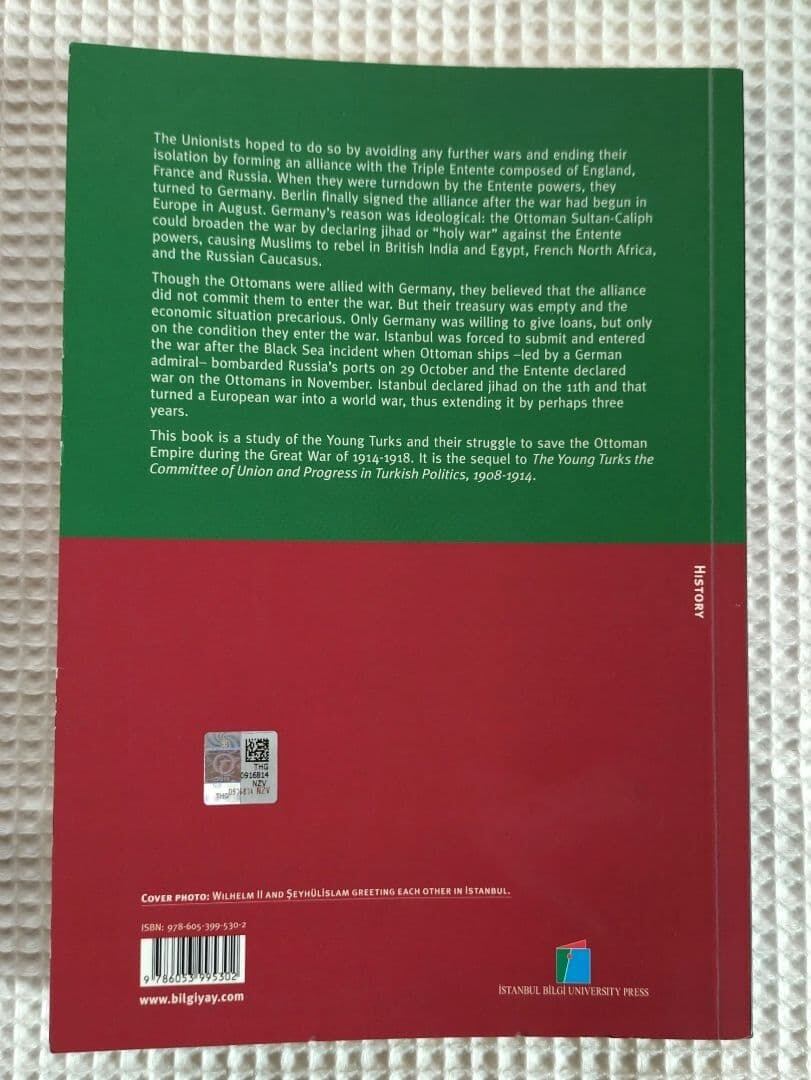 The Unionists hoped to do so by avoiding any further wars and ending their
isolation by forming an alliance with the Triple Entente composed of England,
France and Russia. When they were turndown by the Entente powers, they
turned to Germany. Berlin finally signed the alliance after the war had begun in
Europe in August. Germany's reason was ideological: the Ottoman Sultan-Caliph
could broaden the war by declaring jihad or "holy war" against the Entente
powers, causing Muslims to rebel in British India and Egypt, French North Africa,
and the Russian Caucasus.
Though the Ottomans were allied with Germany, they believed that the alliance
did not commit them to enter the war. But their treasury was empty and the
economic situation precarious. Only Germany was willing to give loans, but only
on the condition they enter the war. Istanbul was forced to submit and entered
the war after the Black Sea incident when Ottoman ships –led by a German
admiral– bombarded Russia's ports on 29 October and the Entente declared
war on the Ottomans in November. Istanbul declared jihad on the 11th and that
turned a European war into a world war, thus extending it by perhaps three
years.
This book is a study of the Young Turks and their struggle to save the Ottoman
Empire during the Great War of 1914-1918. It is the sequel to The Young Turks the
Committee of Union and Progress in Turkish Politics, 1908-1914.
HISTORY
THG
0916814
NZV
THG NZV
COVER PHOTO: WILHELM II AND ŞEYHÜLİSLAM GREETING EACH OTHER IN İSTANBUL.
ISBN: 978-605-399-530-2
9 786053 995302
www.bilgiyay.com
İSTANBUL BİLGİ UNIVERSITY PRESS